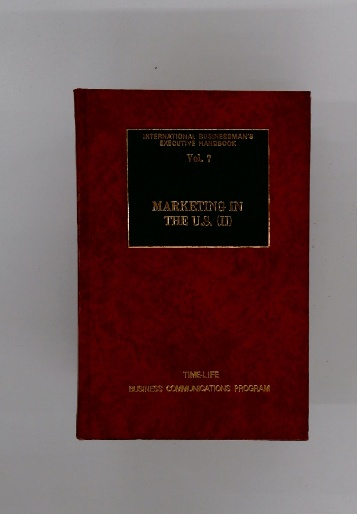 INTERNATIONAL BUSINESSMAN'S
EXECUTIVE HANDBOOK
Vol. 7
MARKETING IN
THE U.S. (II)
TIME-LIFE
BUSINESS COMMUNICATIONS PROGRAM